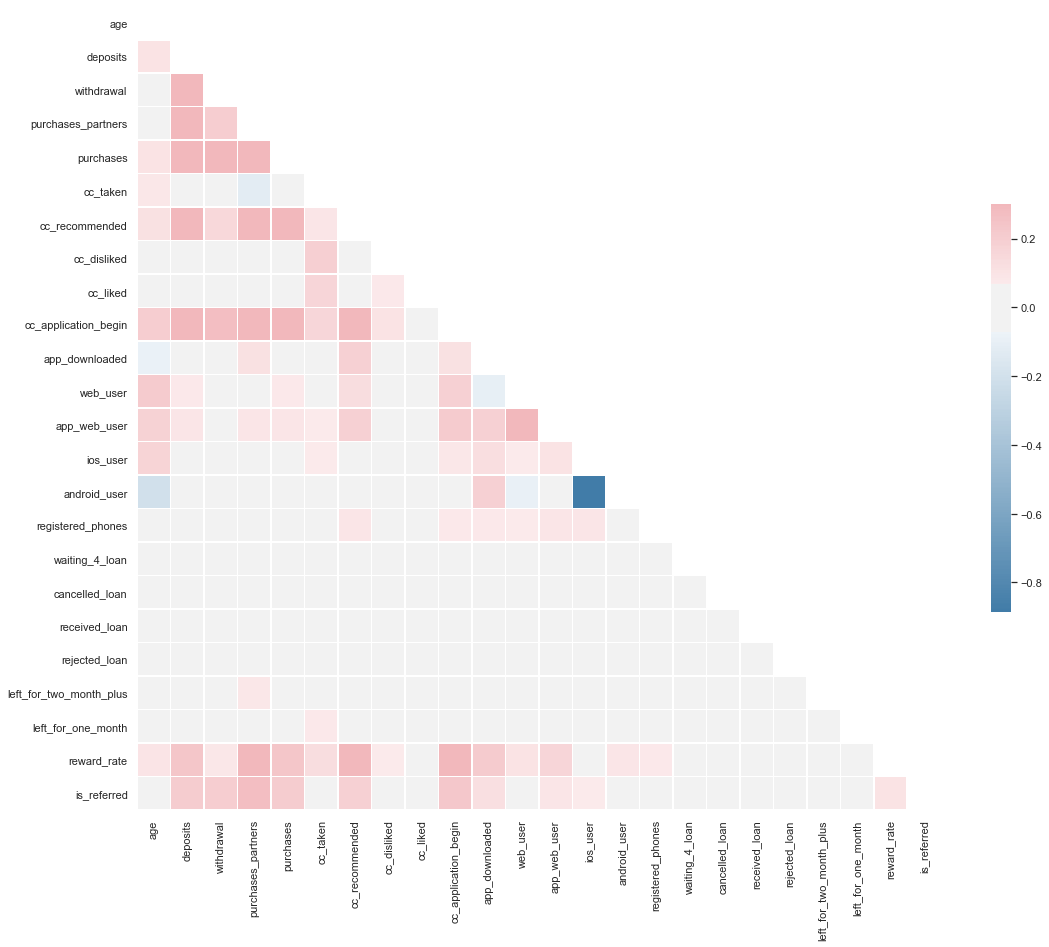 age
deposits
withdrawal
purchases_partners
purchases
cc_taken
cc_recommended
cc_disliked
cc_liked
cc_application_begin
app_downloaded
web_user
app_web_user
ios_user
android_user
registered_phones
waiting_4_loan
cancelled_loan
received_loan
rejected_loan
left_for_two_month_plus
left_for_one_month
reward_rate
is_referred
age
deposits
withdrawal
purchases_partners
purchases
cc_taken
cc_recommended
cc_disliked
cc_liked
cc_application_begin
app_downloaded
web_user
app_web_user
ios_user
android_user
registered_phones
waiting_4_loan
cancelled_loan
received_loan
rejected_loan
left_for_two_month_plus
left_for_one_month
reward_rate
is_referred
0.2
0.0
−0.2
−0.4
−0.6
−0.8